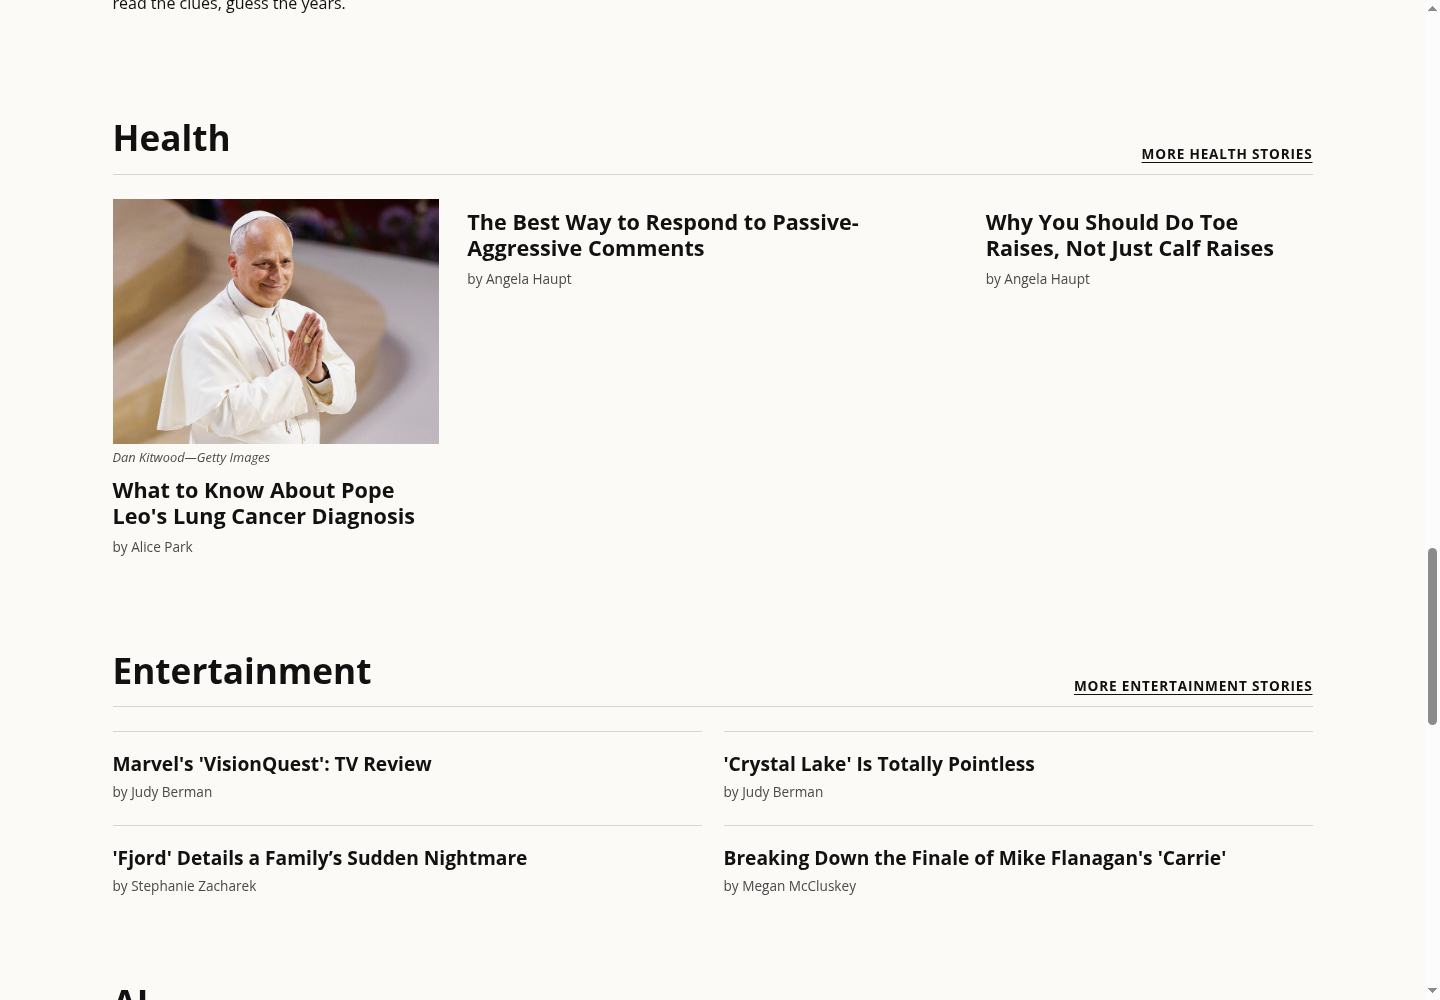 read the clues, guess the years.
Health
MORE HEALTH STORIES
Dan Kitwood—Getty Images
What to Know About Pope
Leo's Lung Cancer Diagnosis
by Alice Park
The Best Way to Respond to Passive-
Aggressive Comments
by Angela Haupt
Why You Should Do Toe
Raises, Not Just Calf Raises
by Angela Haupt
Entertainment
MORE ENTERTAINMENT STORIES
Marvel's 'VisionQuest': TV Review
by Judy Berman
'Crystal Lake' Is Totally Pointless
by Judy Berman
'Fjord' Details a Family’s Sudden Nightmare
by Stephanie Zacharek
Breaking Down the Finale of Mike Flanagan's 'Carrie'
by Megan McCluskey
AI